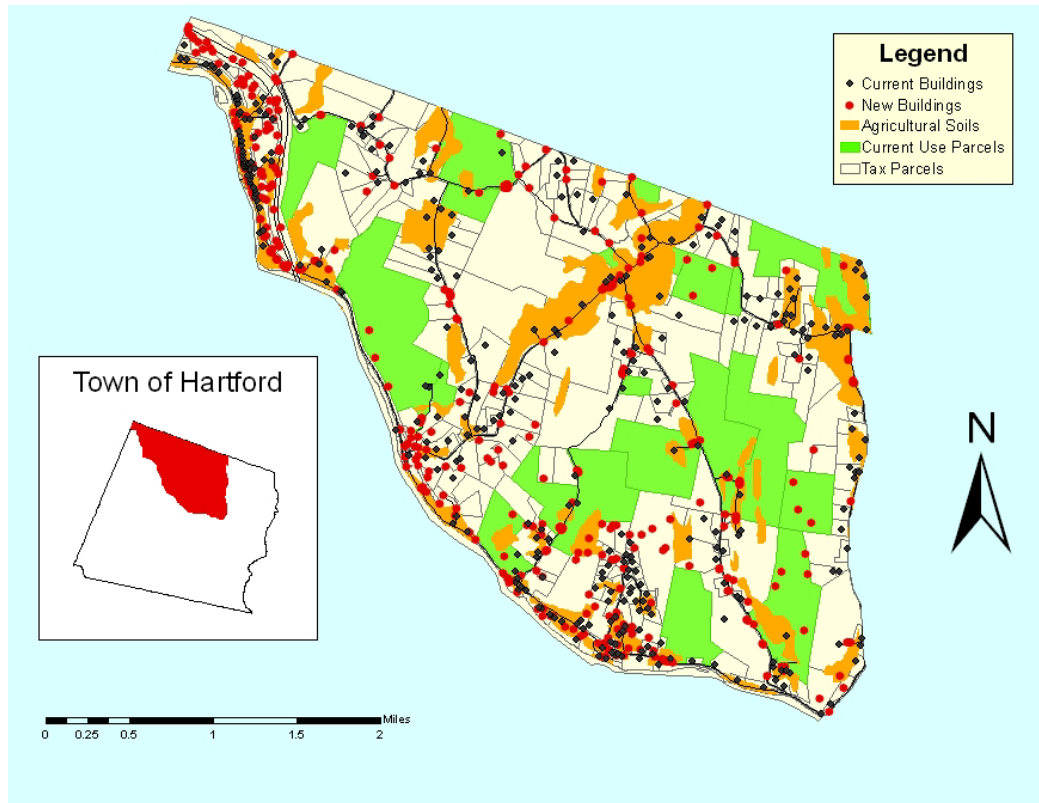 Legend
Current Buildings
New Buildings
Agricultural Soils
Current Use Parcels
Tax Parcels
Town of Hartford
N
Miles
0 0.25 0.5 1 1.5 2